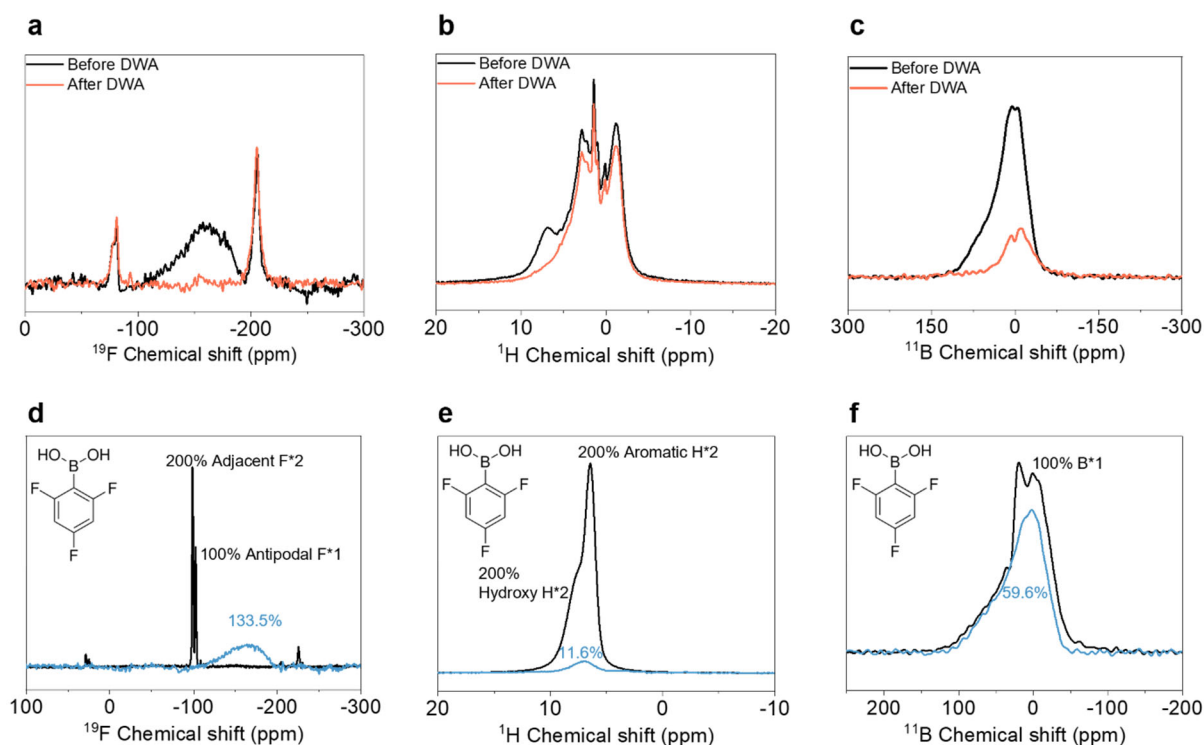 a
Before DWA
After DWA
0 -100 -200 -300
¹⁹F Chemical shift (ppm)
b
Before DWA
After DWA
20 10 0 -10 -20
¹H Chemical shift (ppm)
c
Before DWA
After DWA
300 150 0 -150 -300
¹¹B Chemical shift (ppm)
d
HO OH
B
F F
F
200% Adjacent F*2
100% Antipodal F*1
133.5%
100 0 -100 -200 -300
¹⁹F Chemical shift (ppm)
e
HO OH
B
F F
F
200% Aromatic H*2
200%
Hydroxy H*2
11.6%
20 10 0 -10
¹H Chemical shift (ppm)
f
HO OH
B
F F
F
100% B*1
59.6%
200 100 0 -100 -200
¹¹B Chemical shift (ppm)